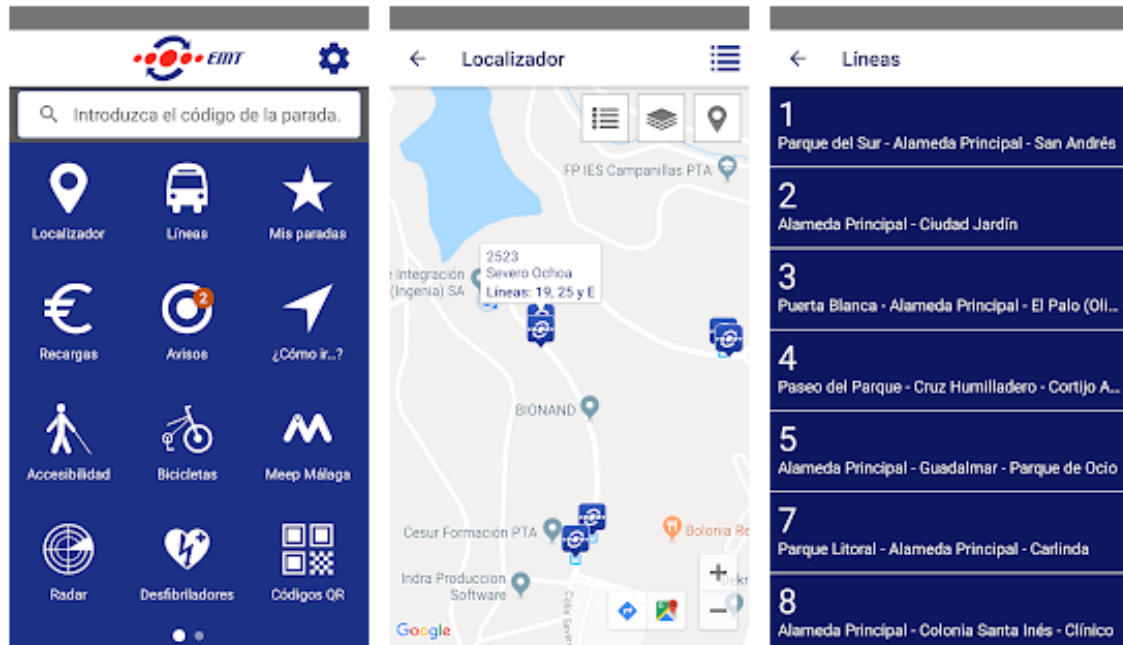 EMT
Introduzca el código de la parada.
Localizador
Líneas
Mis paradas
Recargas
2
Avisos
¿Cómo ir...?
Accesibilidad
Bicicletas
Meep Málaga
Radar
Desfibriladores
Códigos QR
Localizador
FP IES Campanillas PTA
2523
Severo Ochoa
Líneas: 19, 25 y E
e Integración
(Ingenia) SA
BIONAND
Cesur Formación PTA
Bolonia Re
Indra Produccion
Software
Google
Líneas
1
Parque del Sur - Alameda Principal - San Andrés
2
Alameda Principal - Ciudad Jardín
3
Puerta Blanca - Alameda Principal - El Palo (Oli...
4
Paseo del Parque - Cruz Humilladero - Cortijo A...
5
Alameda Principal - Guadalmar - Parque de Ocio
7
Parque Litoral - Alameda Principal - Carlinda
8
Alameda Principal - Colonia Santa Inés - Clínico